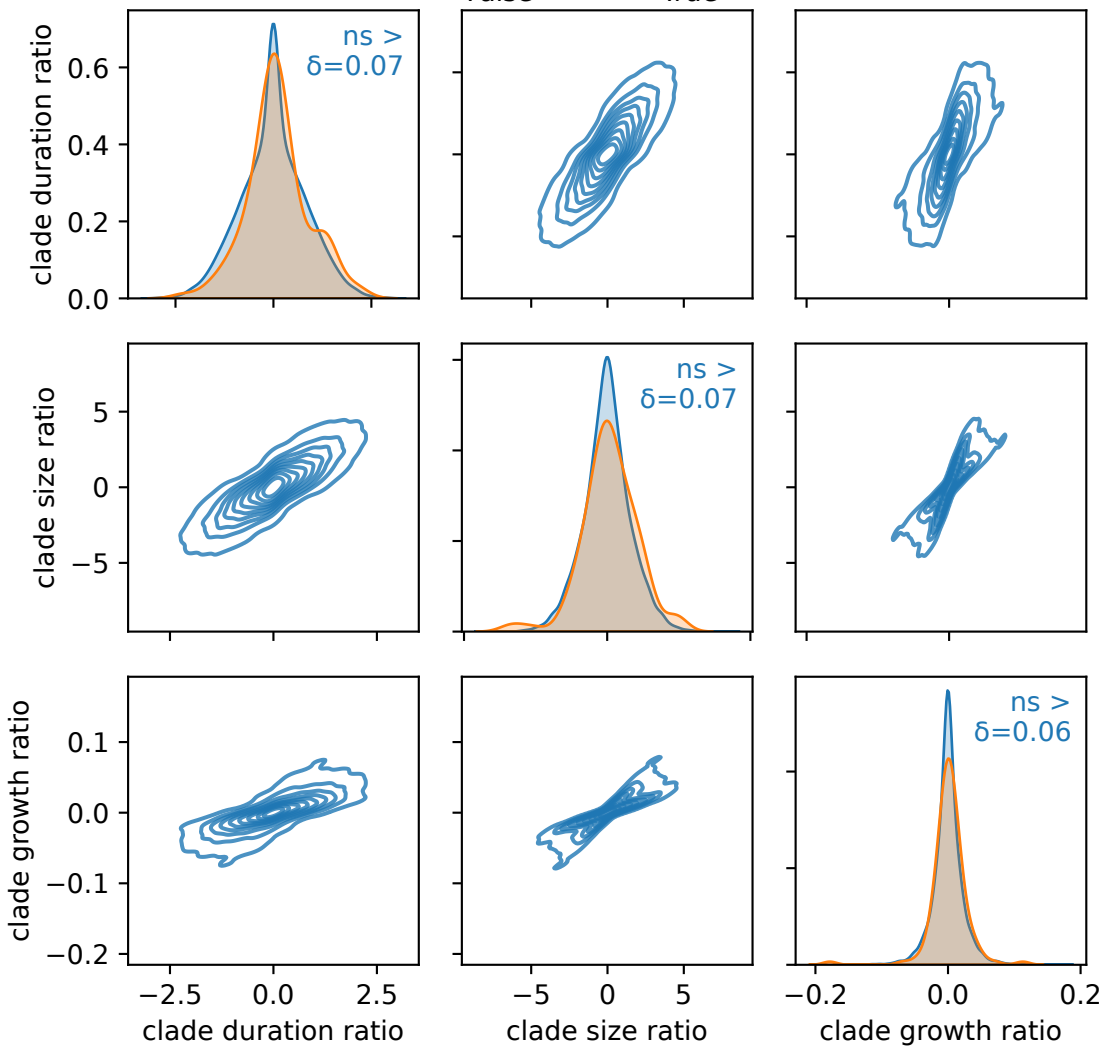 ns >
δ=0.07
0.6
0.4
0.2
0.0
clade duration ratio
ns >
δ=0.07
5
0
−5
clade size ratio
ns >
δ=0.06
0.1
0.0
−0.1
−0.2
clade growth ratio
−2.5 0.0 2.5
−5 0 5
−0.2 0.0 0.2
clade duration ratio
clade size ratio
clade growth ratio